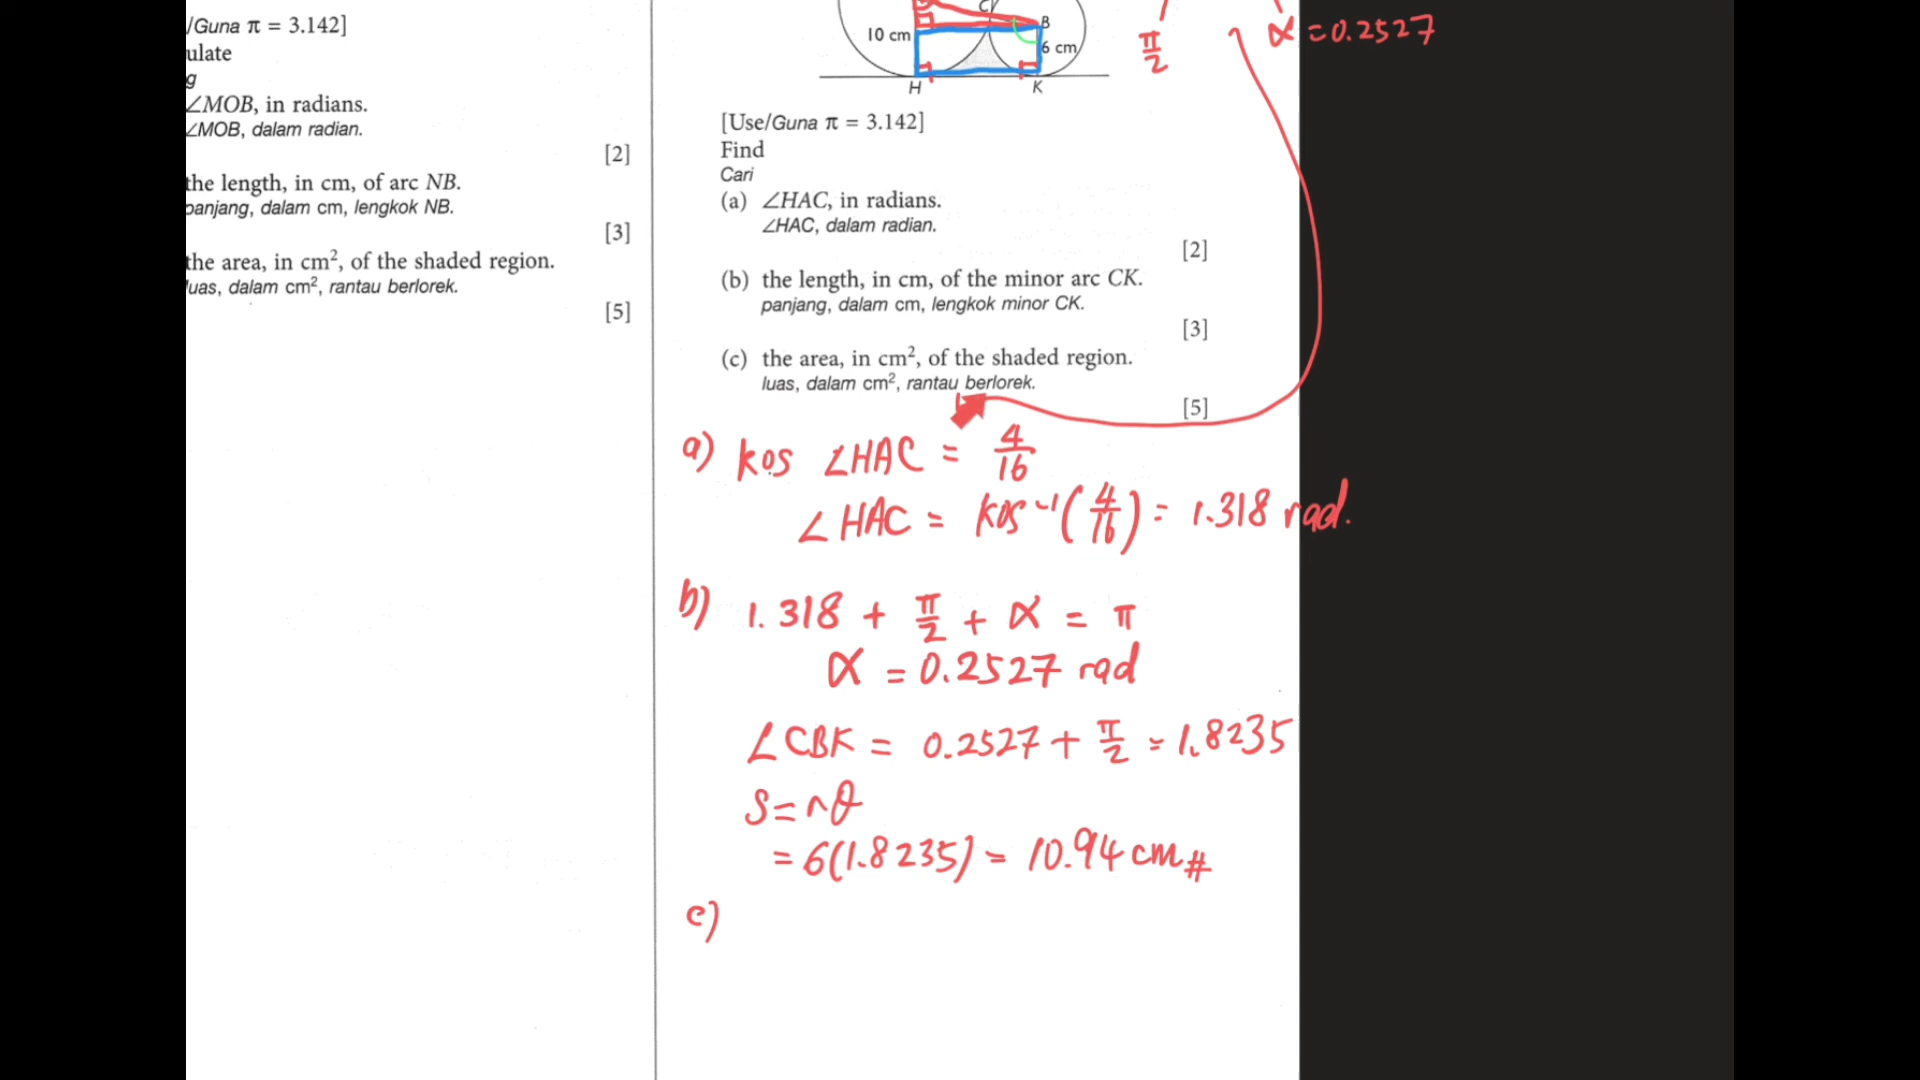 /Guna π = 3.142]
ulate
g
∠MOB, in radians.
∠MOB, dalam radian.
[2]
the length, in cm, of arc NB.
panjang, dalam cm, lengkok NB.
[3]
the area, in cm², of the shaded region.
luas, dalam cm², rantau berlorek.
[5]
C
B
10 cm
6 cm
H
K
π/2
α = 0.2527
[Use/Guna π = 3.142]
Find
Cari
(a) ∠HAC, in radians.
∠HAC, dalam radian.
[2]
(b) the length, in cm, of the minor arc CK.
panjang, dalam cm, lengkok minor CK.
[3]
(c) the area, in cm², of the shaded region.
luas, dalam cm², rantau berlorek.
[5]
a) kos ∠HAC = 4/16
∠HAC = kos⁻¹(4/16) = 1.318 rad.
b) 1.318 + π/2 + α = π
α = 0.2527 rad
∠CBK = 0.2527 + π/2 = 1.8235
S = rθ
= 6(1.8235) = 10.94 cm #
c)